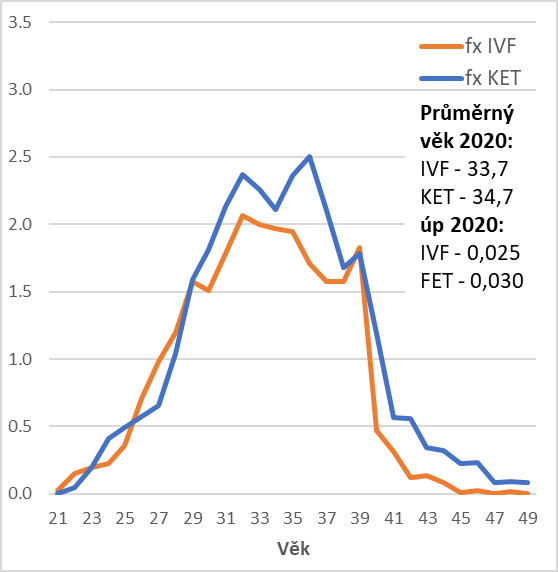 3.5
3.0
2.5
2.0
1.5
1.0
0.5
0.0
fx IVF
fx KET
Průměrný
věk 2020:
IVF - 33,7
KET - 34,7
úp 2020:
IVF - 0,025
FET - 0,030
21 23 25 27 29 31 33 35 37 39 41 43 45 47 49
Věk